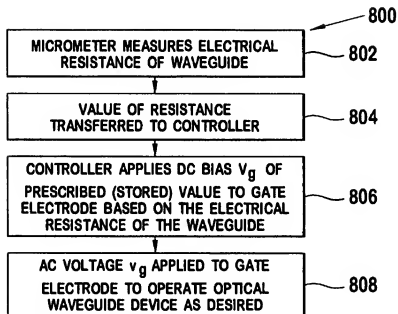 800
MICROMETER MEASURES ELECTRICAL
RESISTANCE OF WAVEGUIDE
802
VALUE OF RESISTANCE
TRANSFERRED TO CONTROLLER
804
CONTROLLER APPLIES DC BIAS Vg OF
PRESCRIBED (STORED) VALUE TO GATE
ELECTRODE BASED ON THE ELECTRICAL
RESISTANCE OF THE WAVEGUIDE
806
AC VOLTAGE vg APPLIED TO GATE
ELECTRODE TO OPERATE OPTICAL
WAVEGUIDE DEVICE AS DESIRED
808